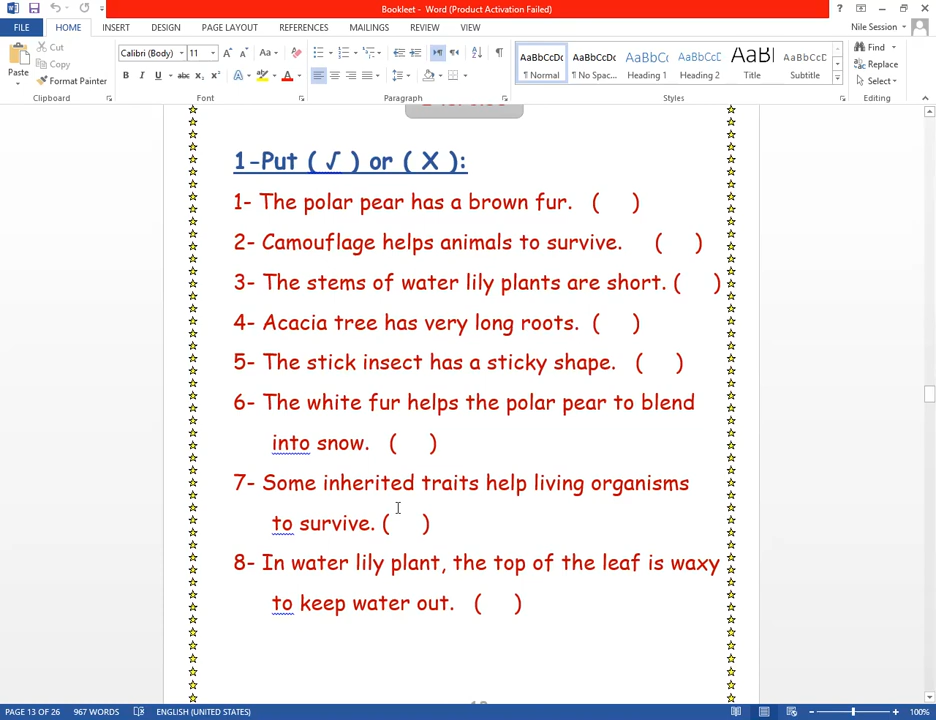 Bookleet - Word (Product Activation Failed)
FILE HOME INSERT DESIGN PAGE LAYOUT REFERENCES MAILINGS REVIEW VIEW Nile Session
Paste
Cut
Copy
Format Painter
Clipboard
Calibri (Body) 11
Font
Paragraph
AaBbCcDc AaBbCcDc AaBbCc AaBbCc AaBl AaBbCcC
¶ Normal ¶ No Spac... Heading 1 Heading 2 Title Subtitle
Styles
Find
Replace
Select
Editing
1-Put ( √ ) or ( X ):
1- The polar pear has a brown fur. ( )
2- Camouflage helps animals to survive. ( )
3- The stems of water lily plants are short. ( )
4- Acacia tree has very long roots. ( )
5- The stick insect has a sticky shape. ( )
6- The white fur helps the polar pear to blend
into snow. ( )
7- Some inherited traits help living organisms
to survive. ( )
8- In water lily plant, the top of the leaf is waxy
to keep water out. ( )
PAGE 13 OF 26 967 WORDS ENGLISH (UNITED STATES) 100%